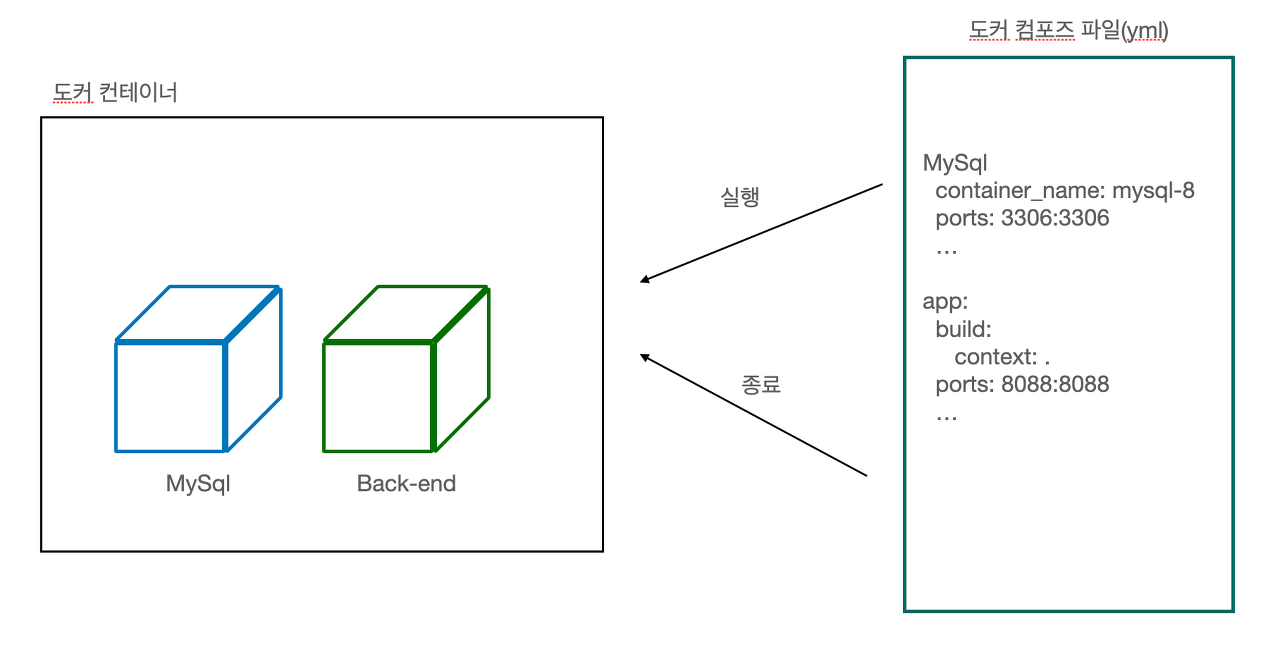 도커 컨테이너
MySql
Back-end
실행
종료
도커 컴포즈 파일(yml)
MySql
container_name: mysql-8
ports: 3306:3306
...
app:
build:
context: .
ports: 8088:8088
...